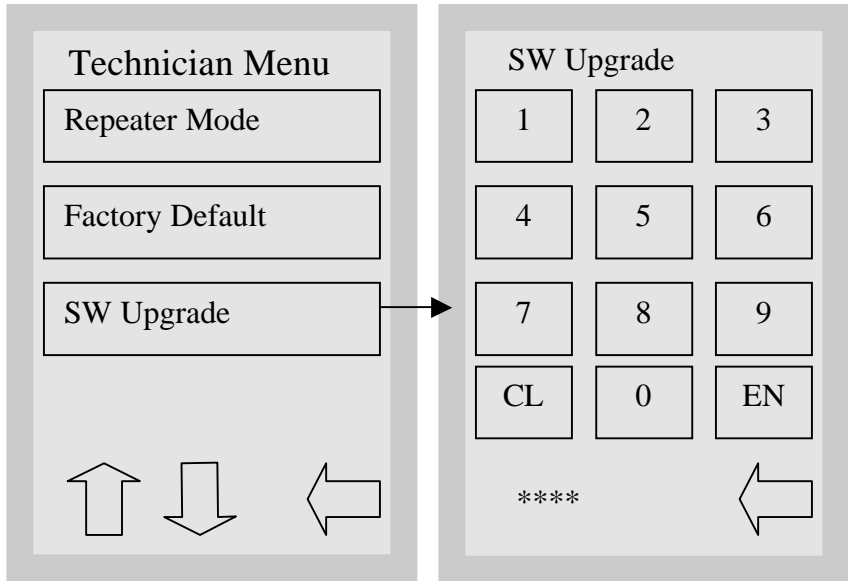 Technician Menu
Repeater Mode
Factory Default
SW Upgrade
SW Upgrade
1 2 3
4 5 6
7 8 9
CL 0 EN
****